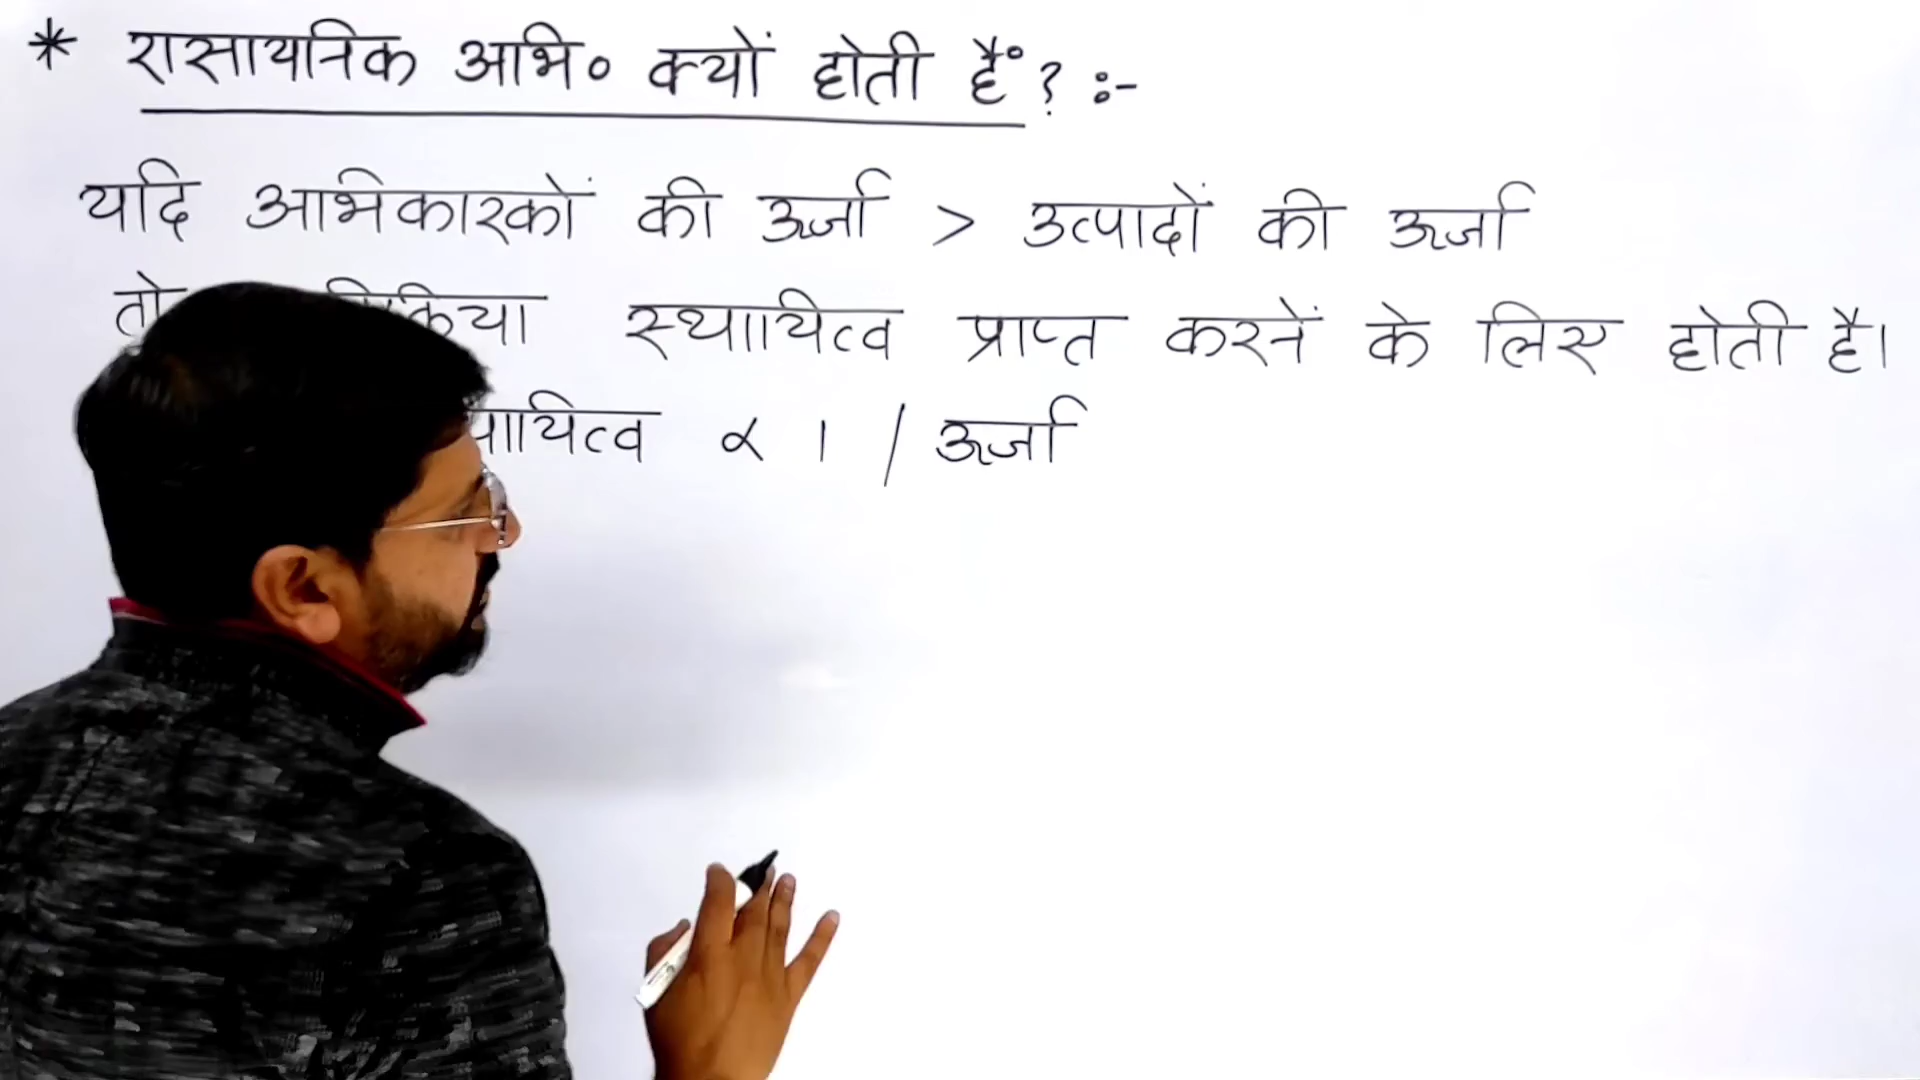 * रासायनिक अभि० क्यों होती हैं ? :-
यदि अभिकारकों की ऊर्जा > उत्पादों की ऊर्जा
तो स्थायित्व प्राप्त करनें के लिए होती है।
∝ 1 / ऊर्जा